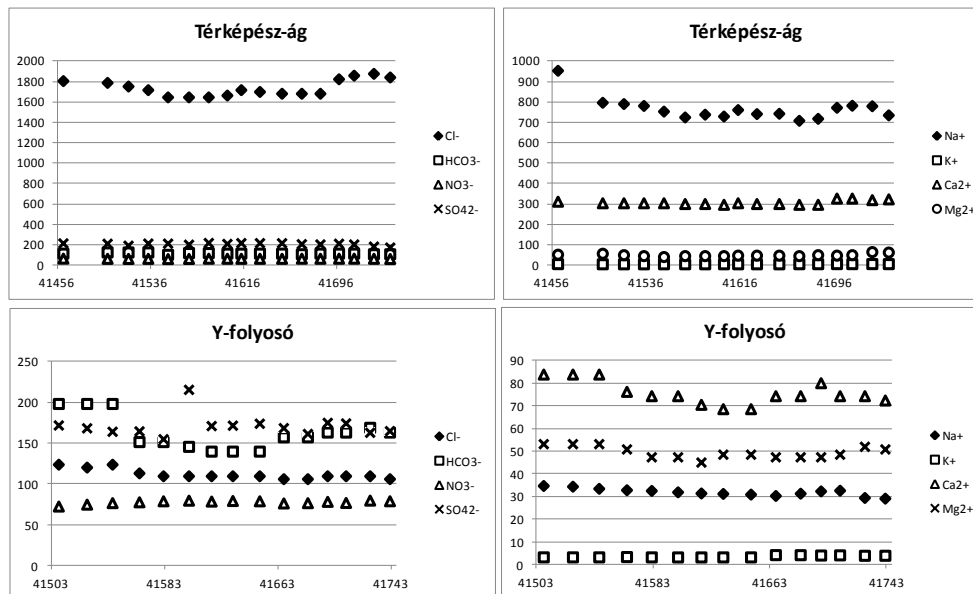 Térképész-ág
2000
1800
1600
1400
1200
1000
800
600
400
200
0
41456 41536 41616 41696
Cl-
HCO3-
NO3-
SO42-
Térképész-ág
1000
900
800
700
600
500
400
300
200
100
0
41456 41536 41616 41696
Na+
K+
Ca2+
Mg2+
Y-folyosó
250
200
150
100
50
0
41503 41583 41663 41743
Cl-
HCO3-
NO3-
SO42-
Y-folyosó
90
80
70
60
50
40
30
20
10
0
41503 41583 41663 41743
Na+
K+
Ca2+
Mg2+